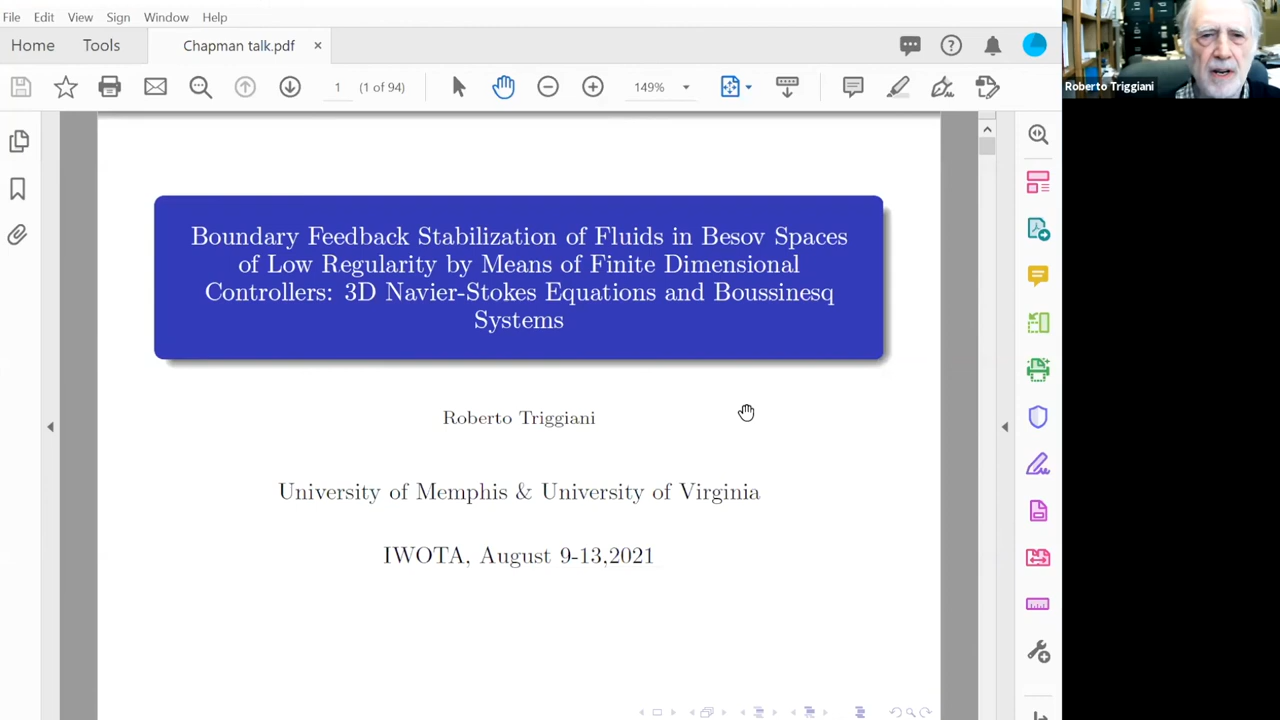 File Edit View Sign Window Help
Home Tools Chapman talk.pdf ×
1 (1 of 94) 149%
Roberto Triggiani
Boundary Feedback Stabilization of Fluids in Besov Spaces
of Low Regularity by Means of Finite Dimensional
Controllers: 3D Navier-Stokes Equations and Boussinesq
Systems
Roberto Triggiani
University of Memphis & University of Virginia
IWOTA, August 9-13,2021